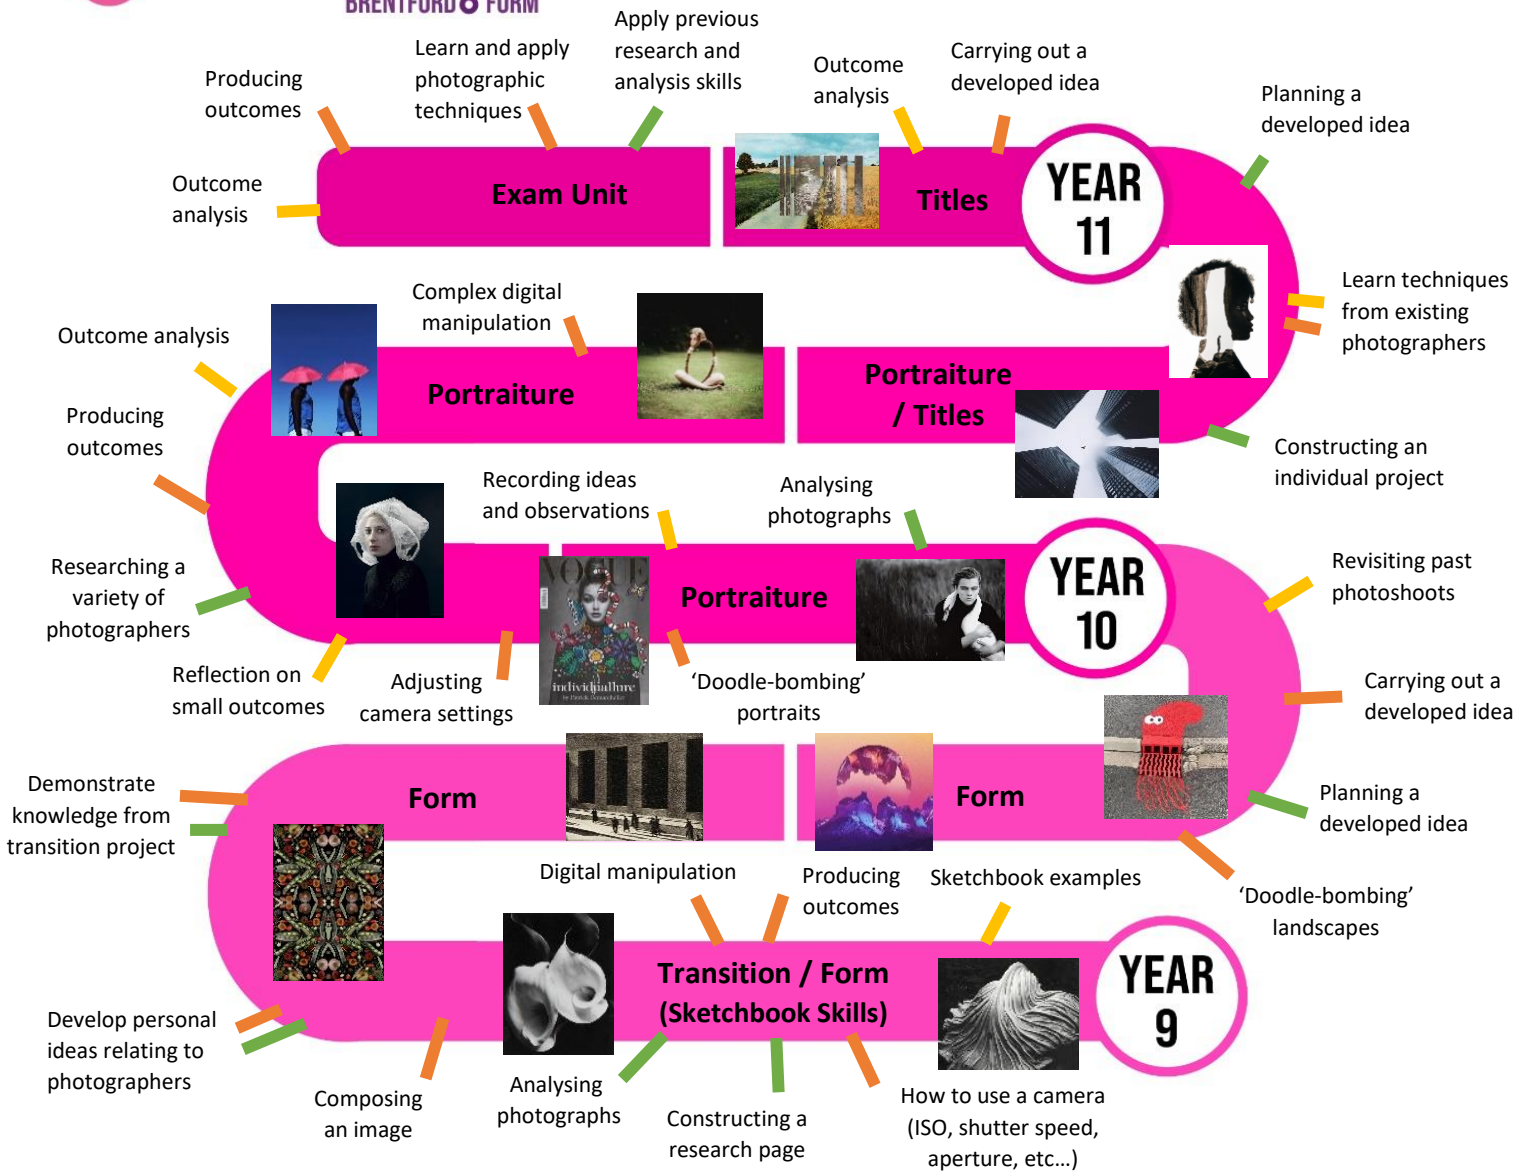 BRENTFORD 6 FORM
Producing
outcomes
Learn and apply
photographic
techniques
Apply previous
research and
analysis skills
Outcome
analysis
Carrying out a
developed idea
Planning a
developed idea
Outcome
analysis
Exam Unit
Titles
YEAR
11
Learn techniques
from existing
photographers
Complex digital
manipulation
Outcome analysis
Portraiture
Portraiture
/ Titles
Producing
outcomes
Constructing an
individual project
Recording ideas
and observations
Analysing
photographs
Researching a
variety of
photographers
VOGUE
individuallure
Portraiture
YEAR
10
Revisiting past
photoshoots
Reflection on
small outcomes
Adjusting
camera settings
‘Doodle-bombing’
portraits
Carrying out a
developed idea
Demonstrate
knowledge from
transition project
Form
Form
Planning a
developed idea
Digital manipulation
Producing
outcomes
Sketchbook examples
‘Doodle-bombing’
landscapes
Transition / Form
(Sketchbook Skills)
YEAR
9
Develop personal
ideas relating to
photographers
Composing
an image
Analysing
photographs
Constructing a
research page
How to use a camera
(ISO, shutter speed,
aperture, etc…)